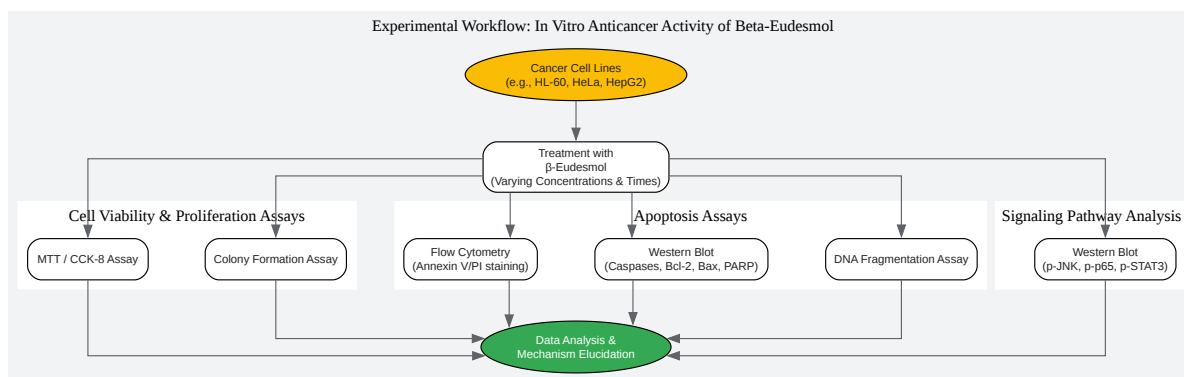 Experimental Workflow: In Vitro Anticancer Activity of Beta-Eudesmol
Cancer Cell Lines
(e.g., HL-60, HeLa, HepG2)
Treatment with
β-Eudesmol
(Varying Concentrations & Times)
Cell Viability & Proliferation Assays
MTT / CCK-8 Assay
Colony Formation Assay
Apoptosis Assays
Flow Cytometry
(Annexin V/PI staining)
Western Blot
(Caspases, Bcl-2, Bax, PARP)
DNA Fragmentation Assay
Signaling Pathway Analysis
Western Blot
(p-JNK, p-p65, p-STAT3)
Data Analysis &
Mechanism Elucidation